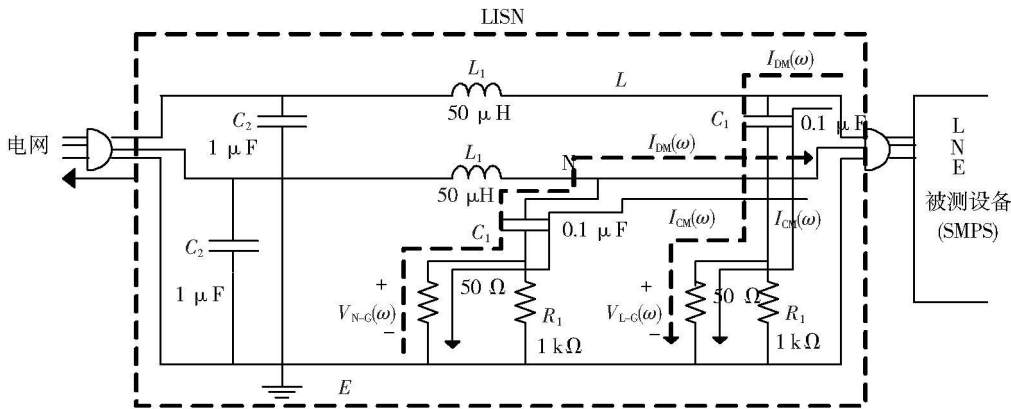 LISN
I_DM(ω)
L₁
L
50 μH
C₂
C₁
0.1 μF
1 μF
电网
L
N
E
I_DM(ω)
L₁
N
50 μH
被测设备
(SMPS)
I_CM(ω)
I_CM(ω)
C₁
0.1 μF
C₂
1 μF
+
50 Ω
V_N-G(ω)
−
R₁
1 kΩ
+
50 Ω
V_L-G(ω)
−
R₁
1 kΩ
E